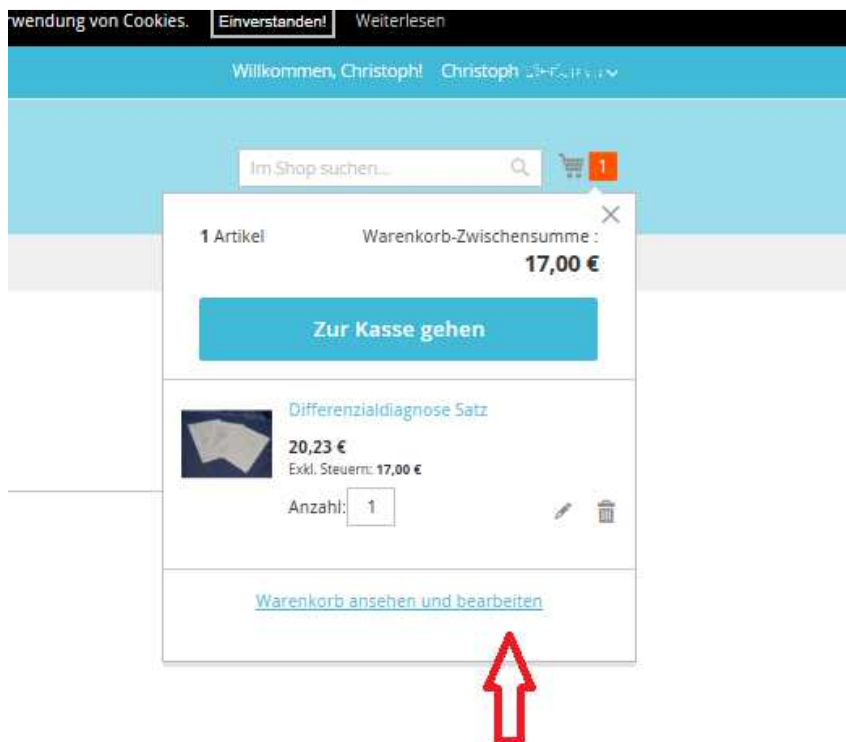 rwendung von Cookies. Einverstanden! Weiterlesen
Willkommen, Christoph! Christoph
Im Shop suchen... 1
1 Artikel Warenkorb-Zwischensumme :
17,00 €
Zur Kasse gehen
Differenzialdiagnose Satz
20,23 €
Exkl. Steuern: 17,00 €
Anzahl: 1
Warenkorb ansehen und bearbeiten